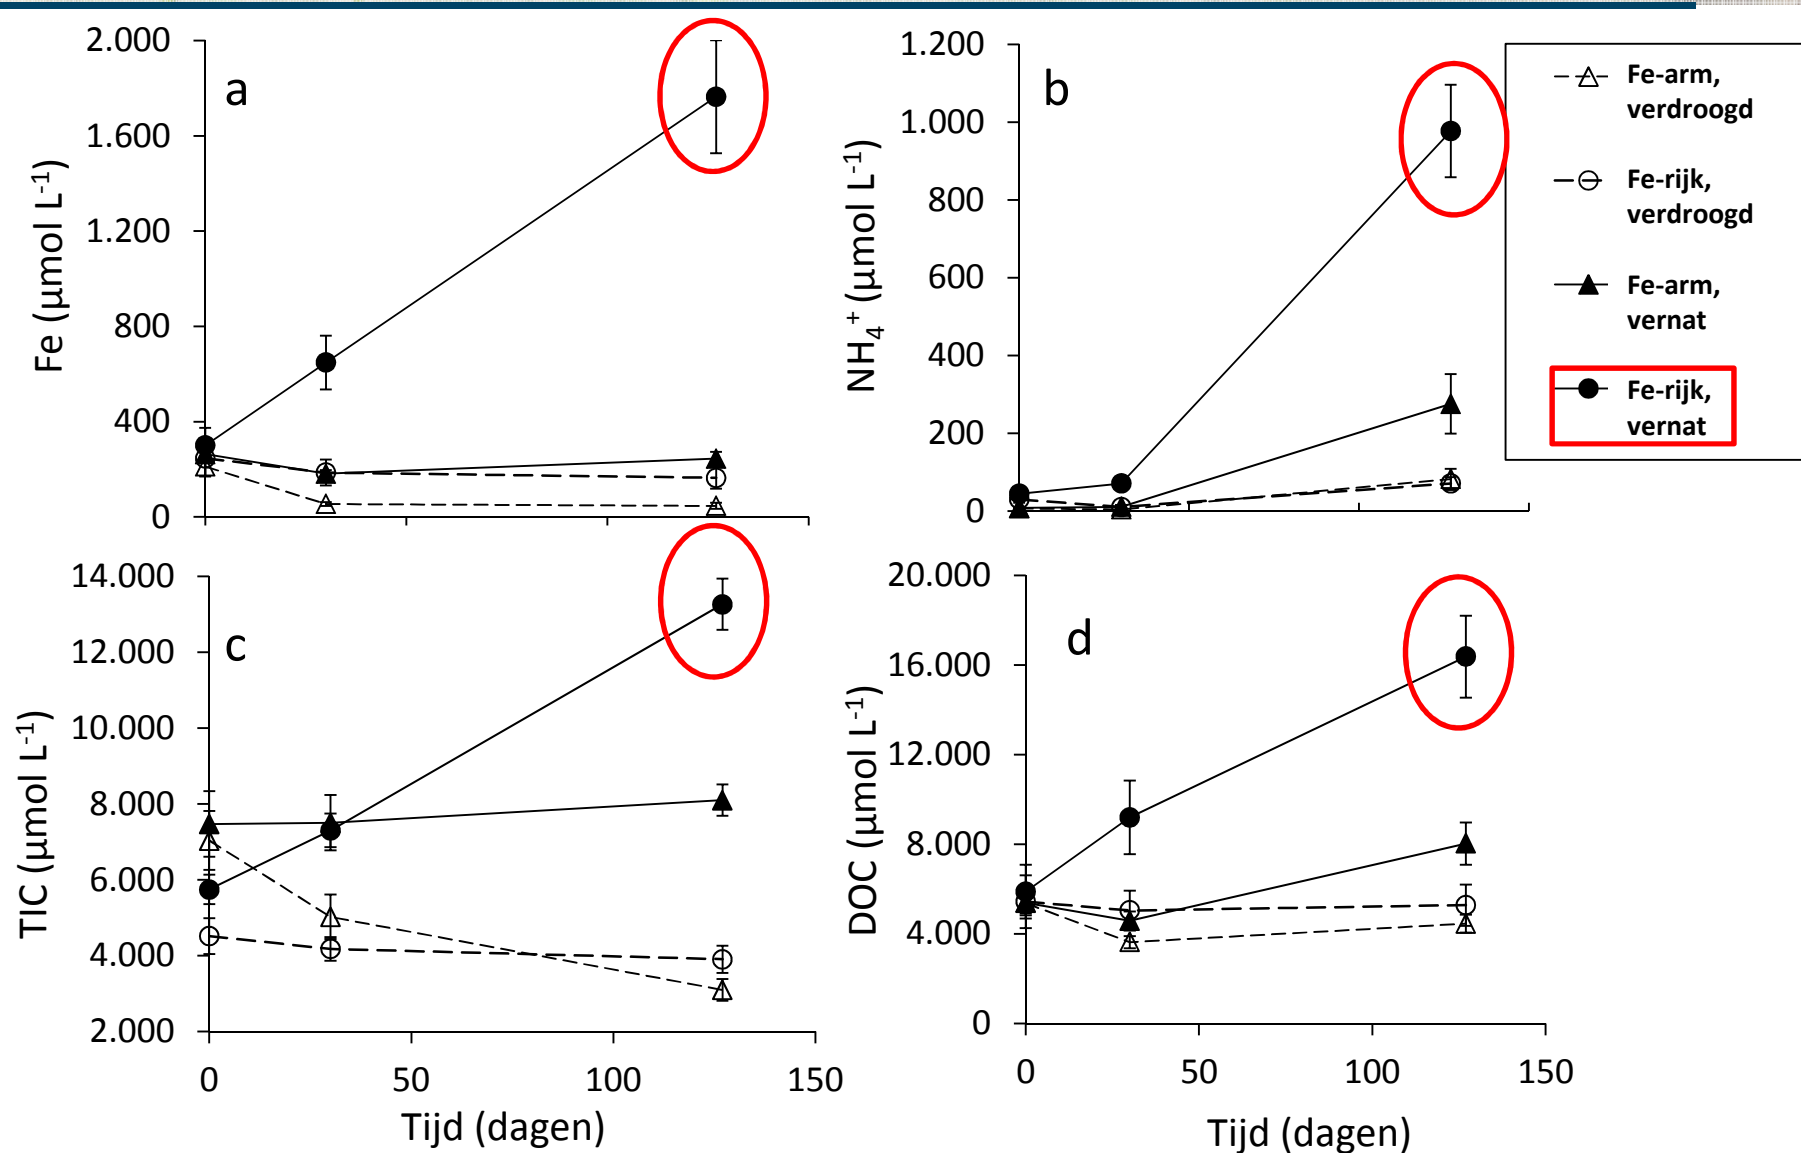 a
2.000
1.600
1.200
800
400
0
Fe (µmol L-1)
b
1.200
1.000
800
600
400
200
0
NH4+ (µmol L-1)
Fe-arm,
verdroogd
Fe-rijk,
verdroogd
Fe-arm,
vernat
Fe-rijk,
vernat
c
14.000
12.000
10.000
8.000
6.000
4.000
2.000
TIC (µmol L-1)
0 50 100 150
Tijd (dagen)
d
20.000
16.000
12.000
8.000
4.000
0
DOC (µmol L-1)
0 50 100 150
Tijd (dagen)